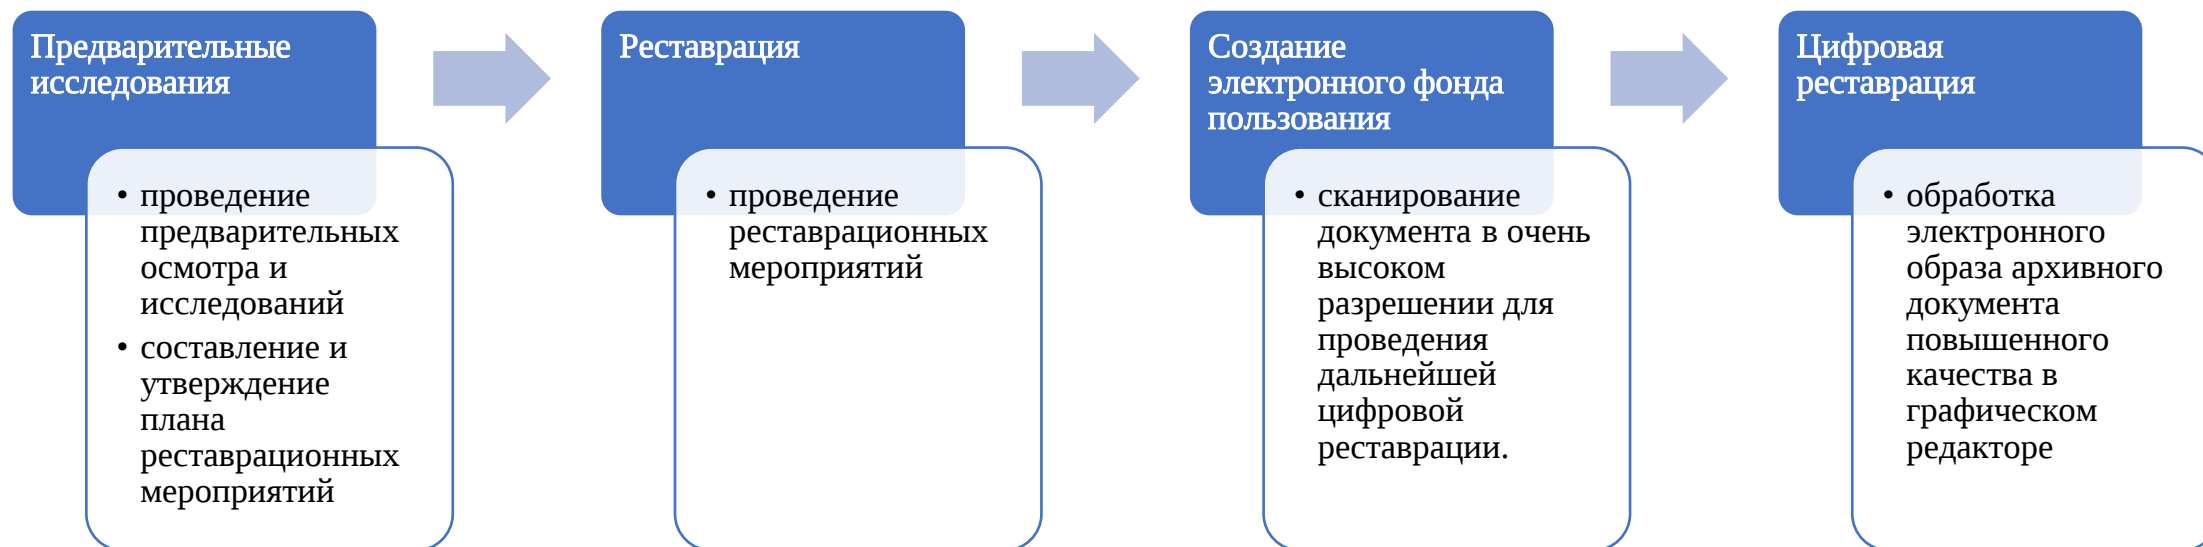 Предварительные
исследования
• проведение
предварительных
осмотра и
исследований
• составление и
утверждение
плана
реставрационных
мероприятий
Реставрация
• проведение
реставрационных
мероприятий
Создание
электронного фонда
пользования
• сканирование
документа в очень
высоком
разрешении для
проведения
дальнейшей
цифровой
реставрации.
Цифровая
реставрация
• обработка
электронного
образа архивного
документа
повышенного
качества в
графическом
редакторе